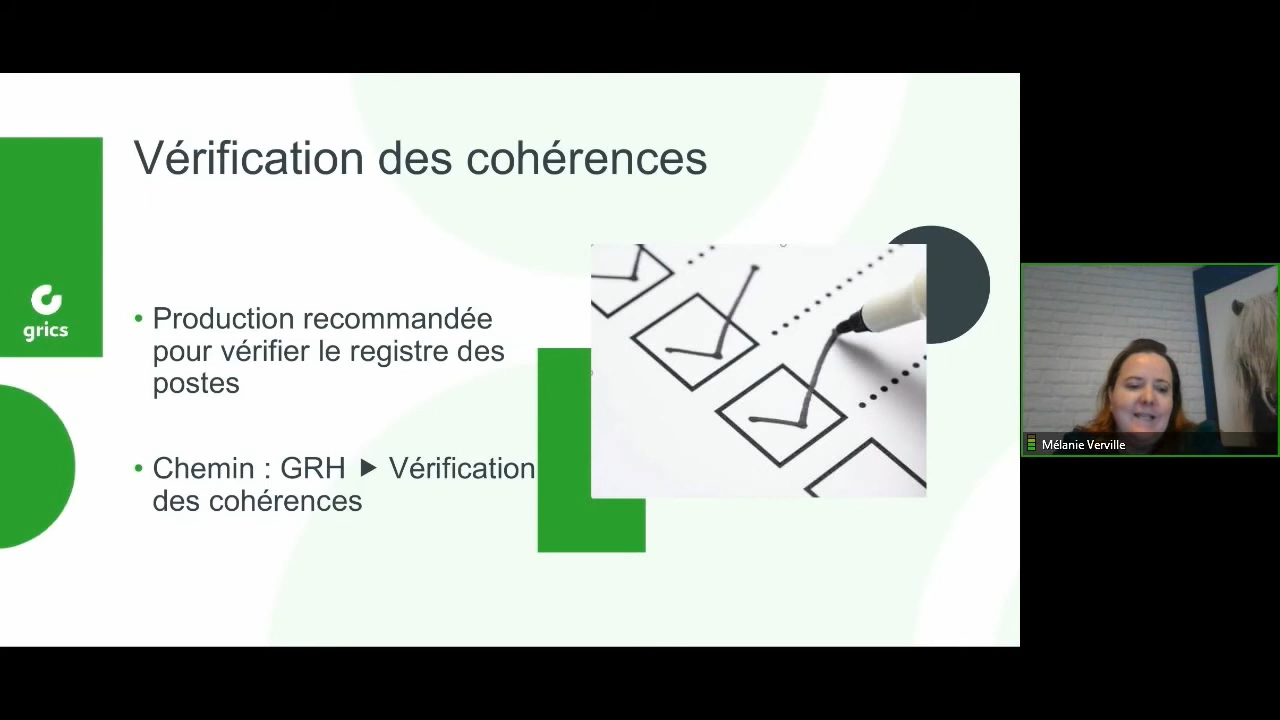 Vérification des cohérences
grics
• Production recommandée
pour vérifier le registre des
postes
• Chemin : GRH ▶ Vérification
des cohérences
Mélanie Verville